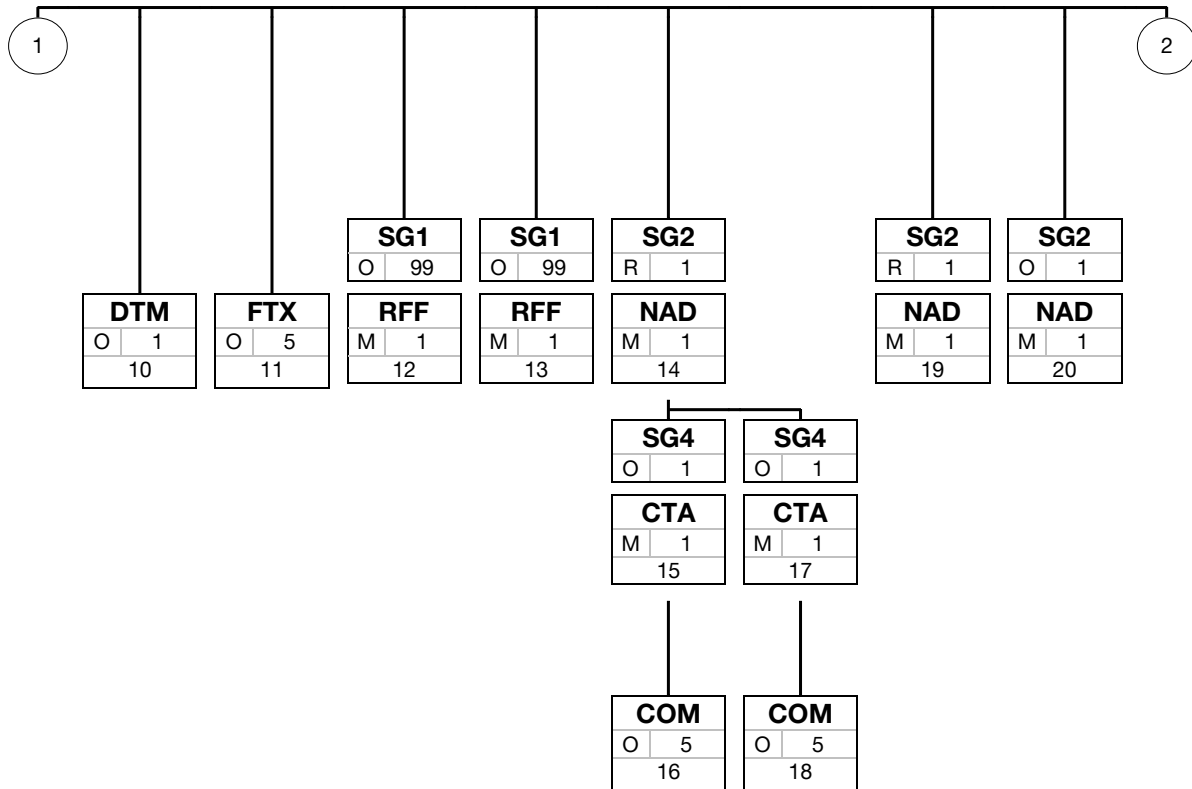 1
2
SG1
O 99
SG1
O 99
SG2
R 1
SG2
R 1
SG2
O 1
DTM
O 1
10
FTX
O 5
11
RFF
M 1
12
RFF
M 1
13
NAD
M 1
14
NAD
M 1
19
NAD
M 1
20
SG4
O 1
SG4
O 1
CTA
M 1
15
CTA
M 1
17
COM
O 5
16
COM
O 5
18